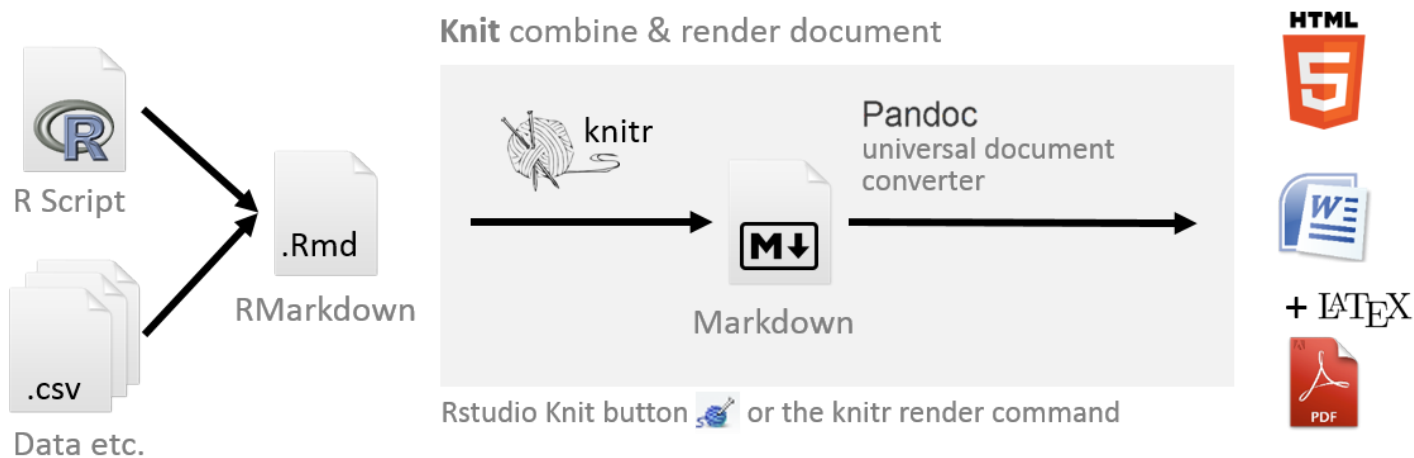 Knit combine & render document
R
R Script
.csv
Data etc.
.Rmd
RMarkdown
knitr
M
Markdown
Pandoc
universal document
converter
Rstudio Knit button or the knitr render command
HTML
5
W
+ LATEX
PDF